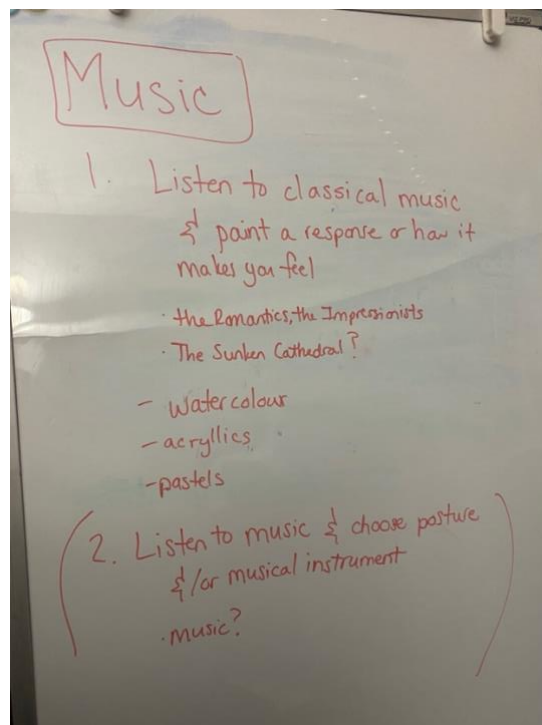 Music
1. Listen to classical music
& paint a response or how it
makes you feel
· the Romantics, the Impressionists
· The Sunken Cathedral?
- watercolour
- acryllics
- pastels
(2. Listen to music & choose posture
& /or musical instrument
· music? )